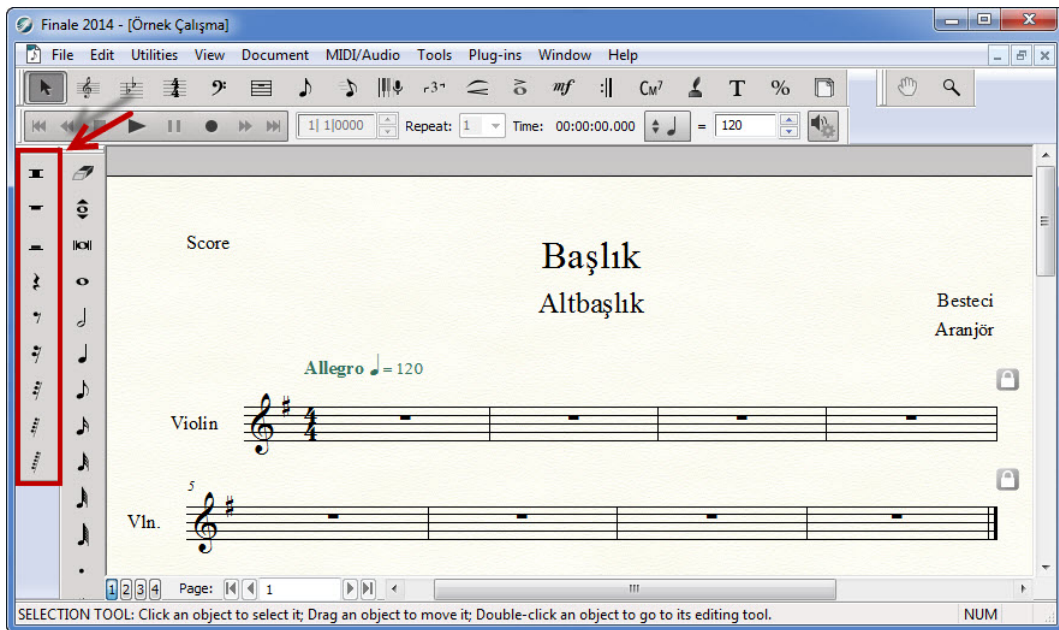 Finale 2014 - [Örnek Çalışma]
File Edit Utilities View Document MIDI/Audio Tools Plug-ins Window Help
mf CM7 T %
1| 1|0000 Repeat: 1 Time: 00:00:00.000 = 120
Score
Başlık
Altbaşlık
Besteci
Aranjör
Allegro = 120
Violin
5
Vln.
1 2 3 4 Page: 1
SELECTION TOOL: Click an object to select it; Drag an object to move it; Double-click an object to go to its editing tool. NUM